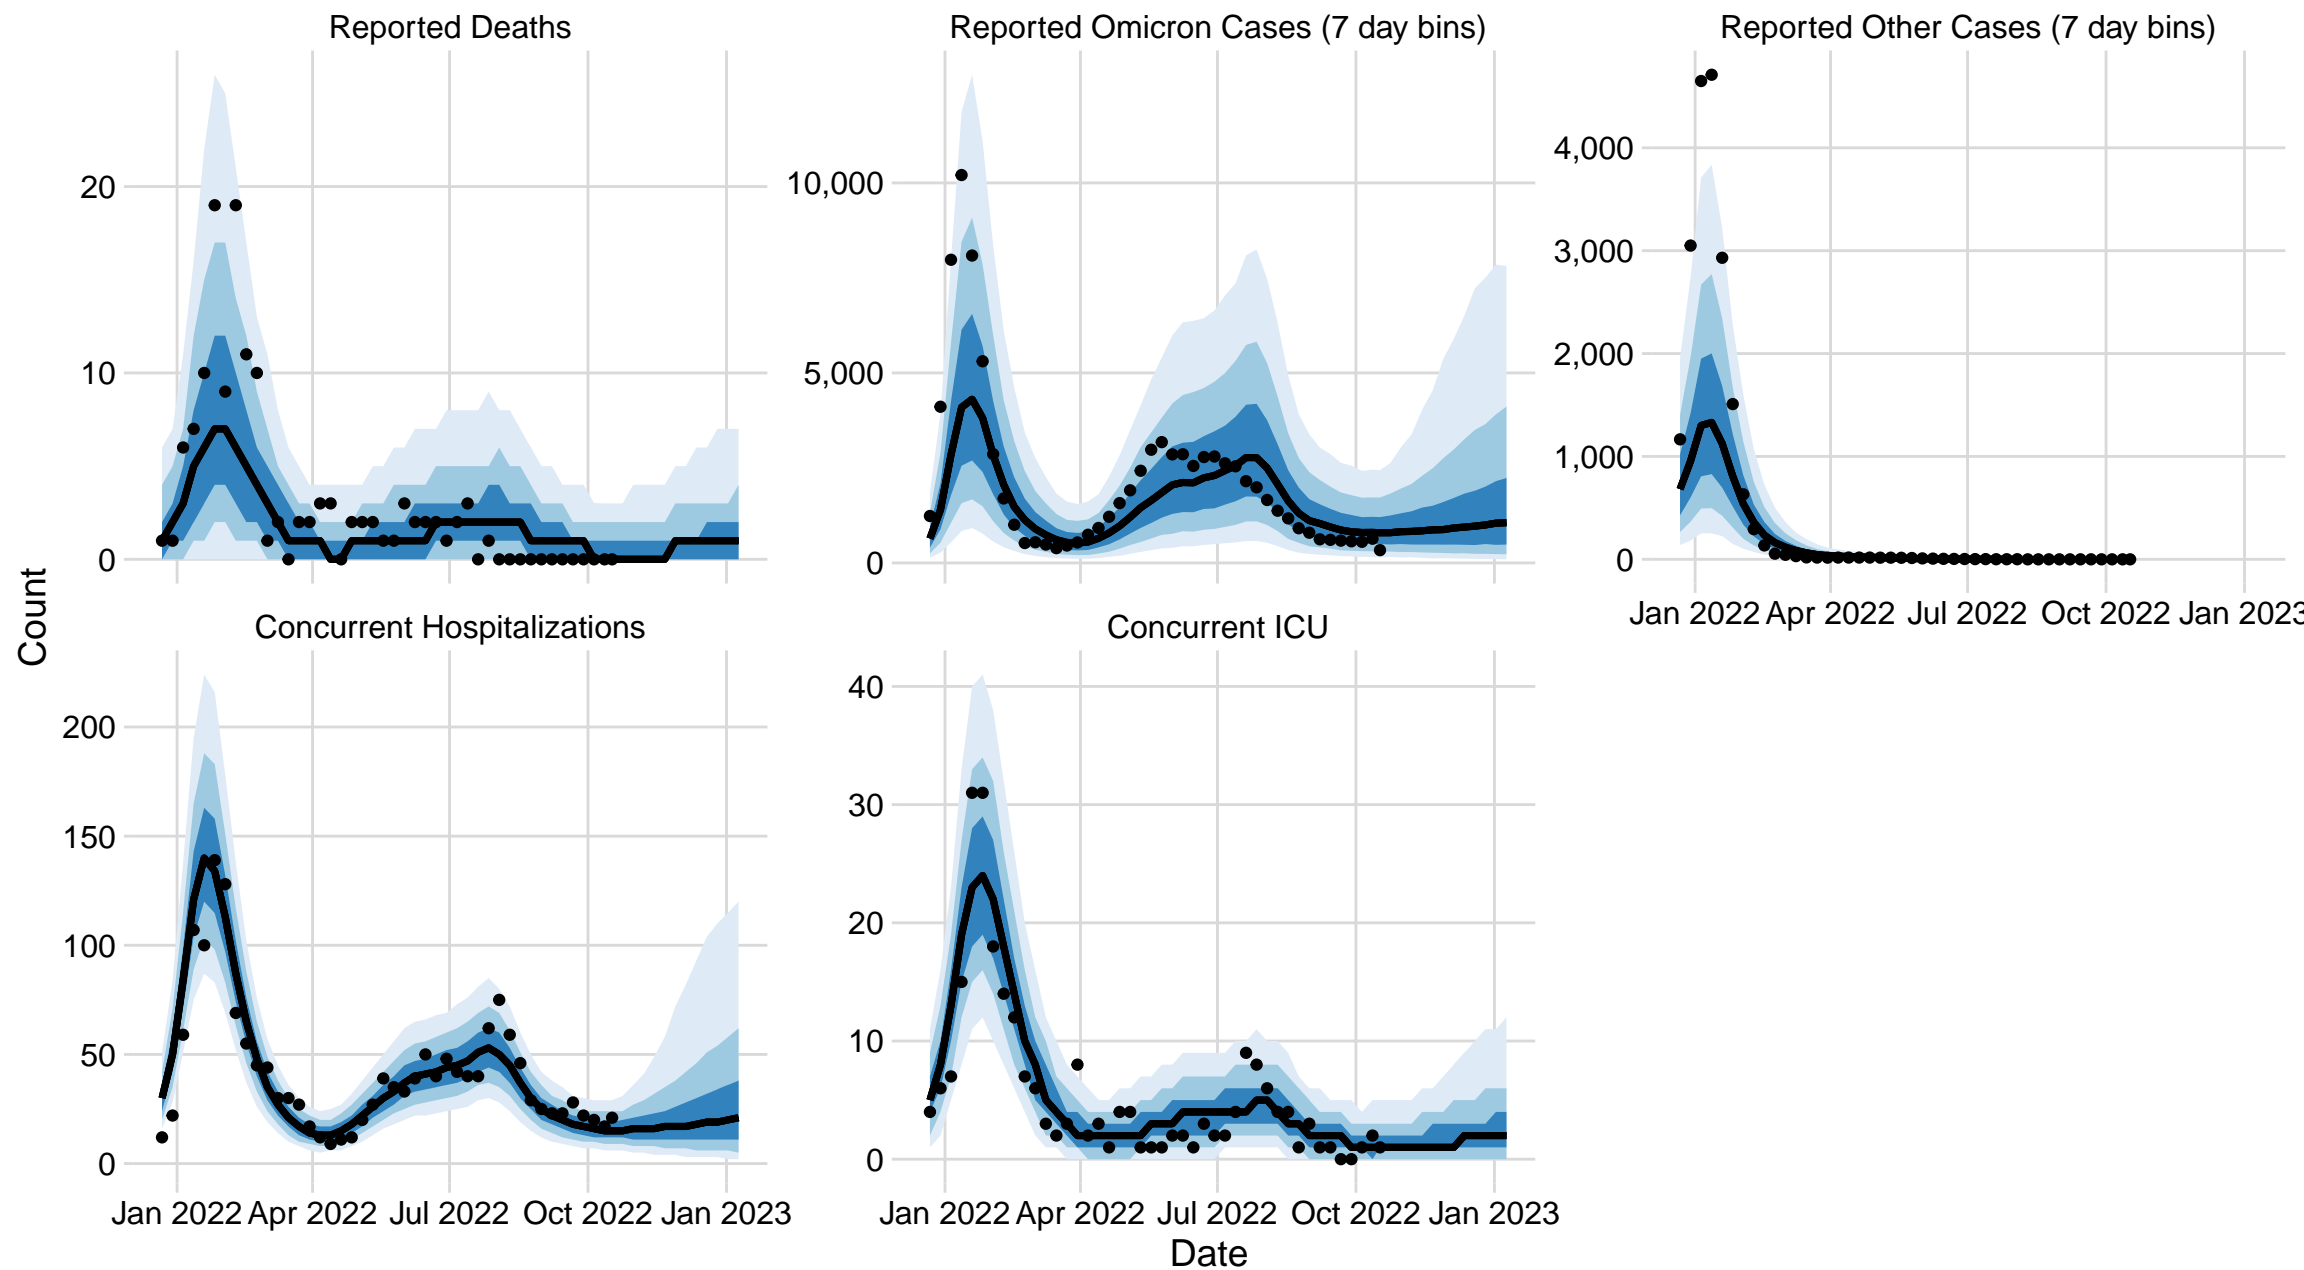 Reported Deaths
Reported Omicron Cases (7 day bins)
Reported Other Cases (7 day bins)
20
10
0
10,000
5,000
0
4,000
3,000
2,000
1,000
0
Jan 2022 Apr 2022 Jul 2022 Oct 2022 Jan 2023
Count
Concurrent Hospitalizations
Concurrent ICU
200
150
100
50
0
40
30
20
10
0
Jan 2022 Apr 2022 Jul 2022 Oct 2022 Jan 2023
Jan 2022 Apr 2022 Jul 2022 Oct 2022 Jan 2023
Date